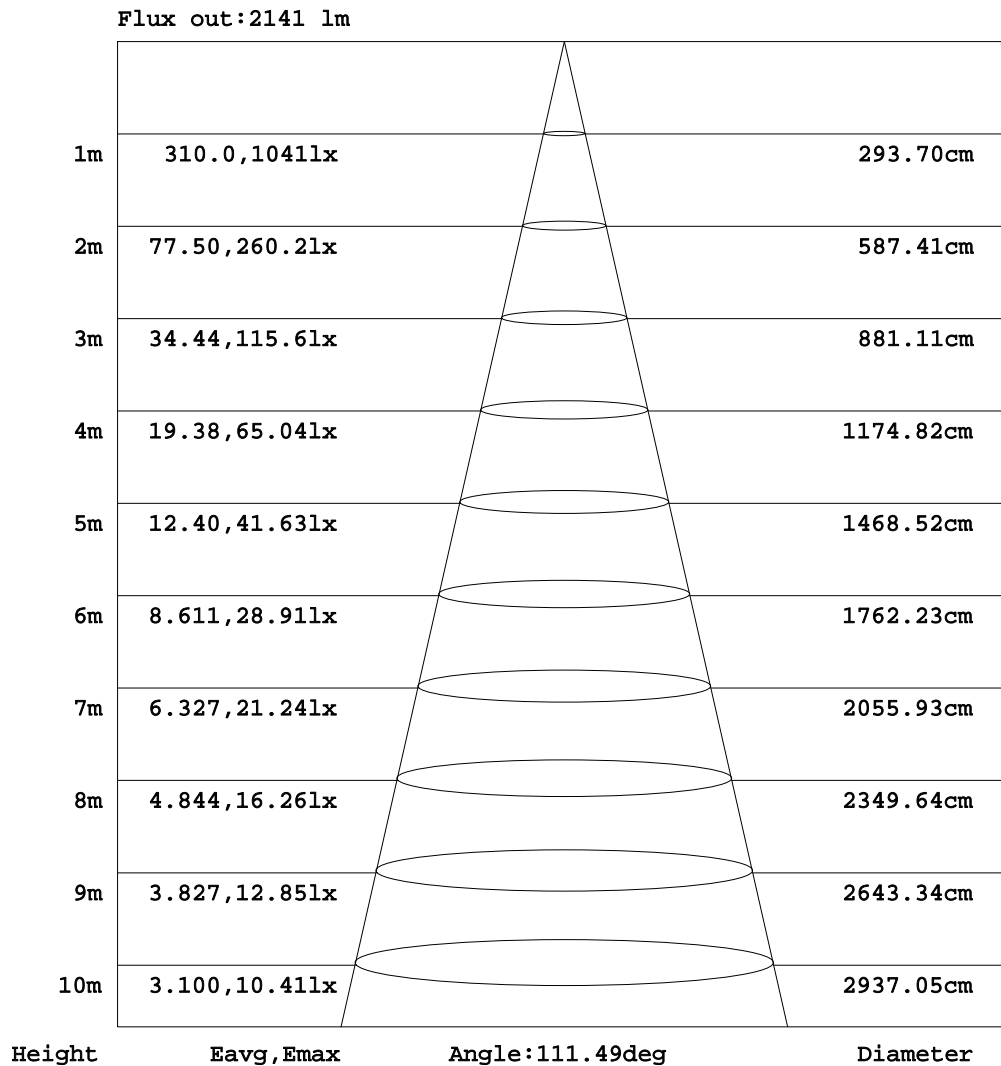 Flux out:2141 lm
1m 310.0,1041lx 293.70cm
2m 77.50,260.2lx 587.41cm
3m 34.44,115.6lx 881.11cm
4m 19.38,65.04lx 1174.82cm
5m 12.40,41.63lx 1468.52cm
6m 8.611,28.91lx 1762.23cm
7m 6.327,21.24lx 2055.93cm
8m 4.844,16.26lx 2349.64cm
9m 3.827,12.85lx 2643.34cm
10m 3.100,10.41lx 2937.05cm
Height Eavg,Emax Angle:111.49deg Diameter